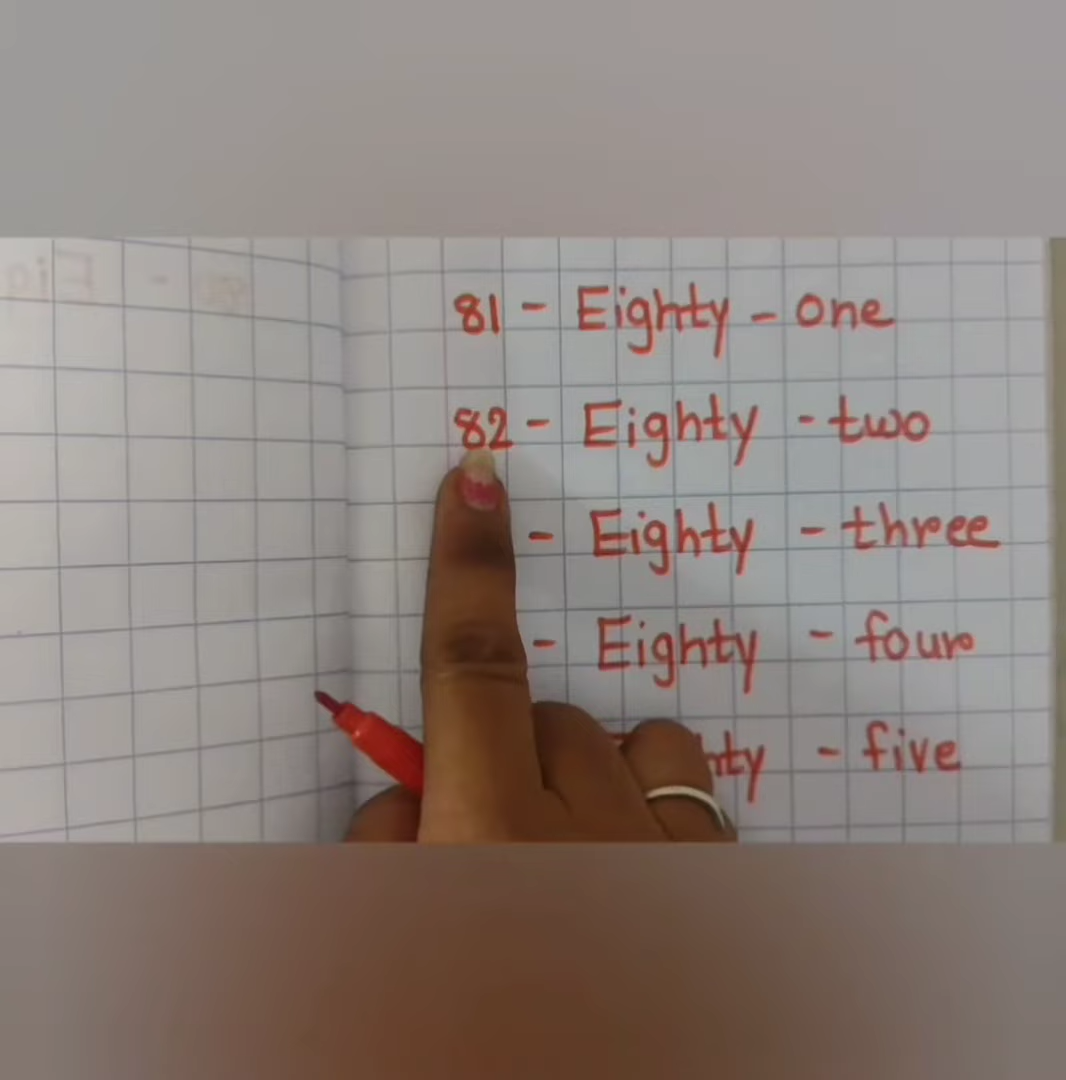 81 - Eighty - one
82 - Eighty - two
- Eighty - three
- Eighty - four
- five